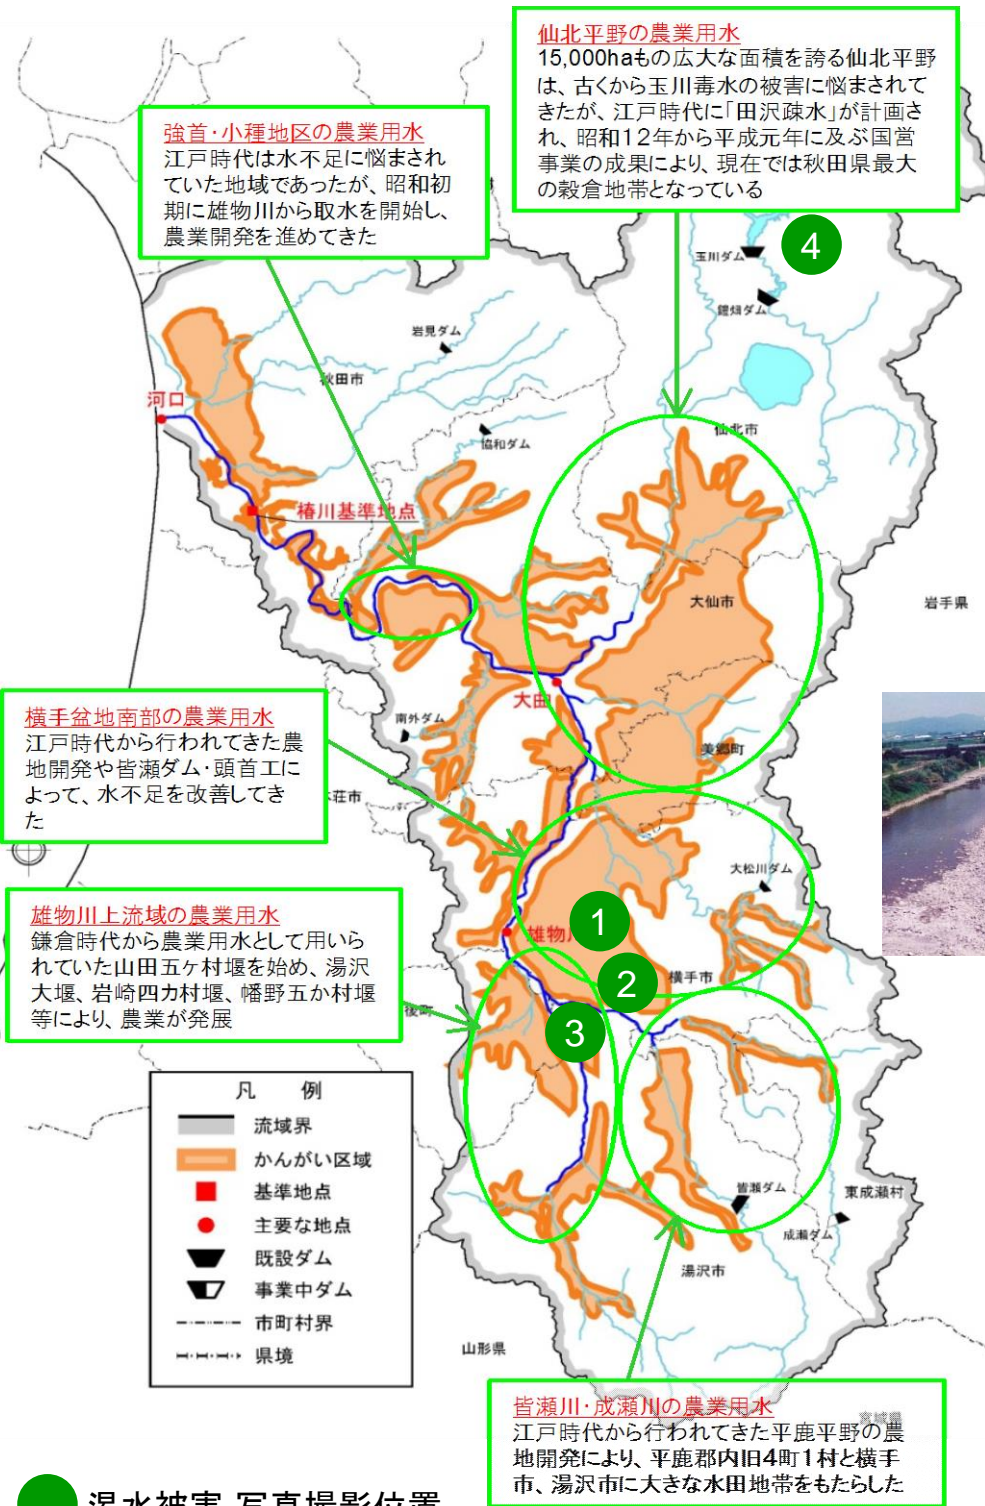 仙北平野の農業用水
15,000haもの広大な面積を誇る仙北平野
は、古くから玉川毒水の被害に悩まされて
きたが、江戸時代に「田沢疎水」が計画さ
れ、昭和12年から平成元年に及ぶ国営
事業の成果により、現在では秋田県最大
の穀倉地帯となっている
強首・小種地区の農業用水
江戸時代は水不足に悩まされ
ていた地域であったが、昭和初
期に雄物川から取水を開始し、
農業開発を進めてきた
4
玉川ダム
鎧畑ダム
岩見ダム
秋田市
河口
仙北市
協和ダム
椿川基準地点
大仙市
岩手県
大曲
横手盆地南部の農業用水
江戸時代から行われてきた農
地開発や皆瀬ダム・頭首工に
よって、水不足を改善してき
た
南外ダム
美郷町
荘市
大松川ダム
雄物川上流域の農業用水
鎌倉時代から農業用水として用いら
れていた山田五ヶ村堰を始め、湯沢
大堰、岩崎四カ村堰、幡野五か村堰
等により、農業が発展
1
雄物
2
横手市
後町
3
凡 例
流域界
かんがい区域
基準地点
主要な地点
既設ダム
事業中ダム
市町村界
県境
皆瀬ダム
東成瀬村
成瀬ダム
湯沢市
山形県
皆瀬川・成瀬川の農業用水
宮城県
江戸時代から行われてきた平鹿平野の農
地開発により、平鹿郡内旧4町1村と横手
市、湯沢市に大きな水田地帯をもたらした
渇水被害 写真撮影位置